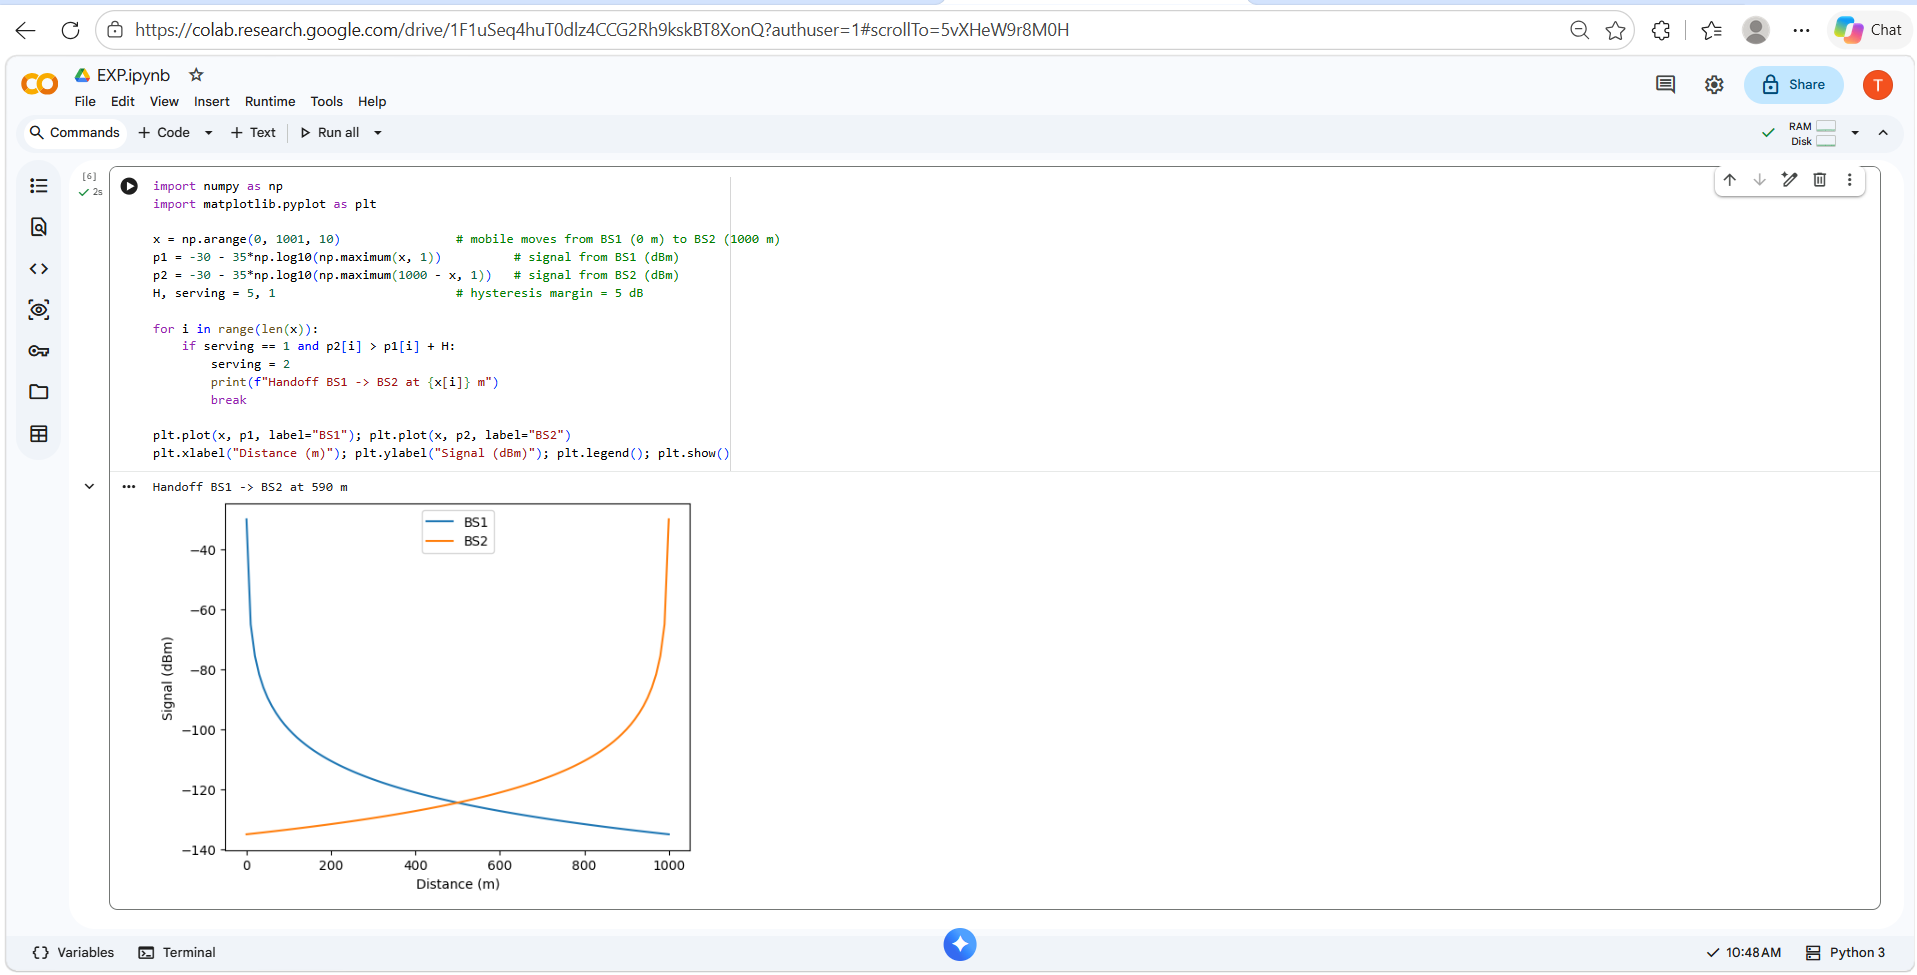 https://colab.research.google.com/drive/1F1uSeq4huT0dlz4CCG2Rh9kskBT8XonQ?authuser=1#scrollTo=5vXHeW9r8M0H
Chat
EXP.ipynb
File Edit View Insert Runtime Tools Help
Share
T
Commands + Code + Text Run all
RAM
Disk
[6]
2s
import numpy as np
import matplotlib.pyplot as plt
x = np.arange(0, 1001, 10) # mobile moves from BS1 (0 m) to BS2 (1000 m)
p1 = -30 - 35*np.log10(np.maximum(x, 1)) # signal from BS1 (dBm)
p2 = -30 - 35*np.log10(np.maximum(1000 - x, 1)) # signal from BS2 (dBm)
H, serving = 5, 1 # hysteresis margin = 5 dB
for i in range(len(x)):
if serving == 1 and p2[i] > p1[i] + H:
serving = 2
print(f"Handoff BS1 -> BS2 at {x[i]} m")
break
plt.plot(x, p1, label="BS1"); plt.plot(x, p2, label="BS2")
plt.xlabel("Distance (m)"); plt.ylabel("Signal (dBm)"); plt.legend(); plt.show()
Handoff BS1 -> BS2 at 590 m
BS1
BS2
−40
−60
−80
−100
−120
−140
Signal (dBm)
0 200 400 600 800 1000
Distance (m)
Variables Terminal
10:48 AM Python 3